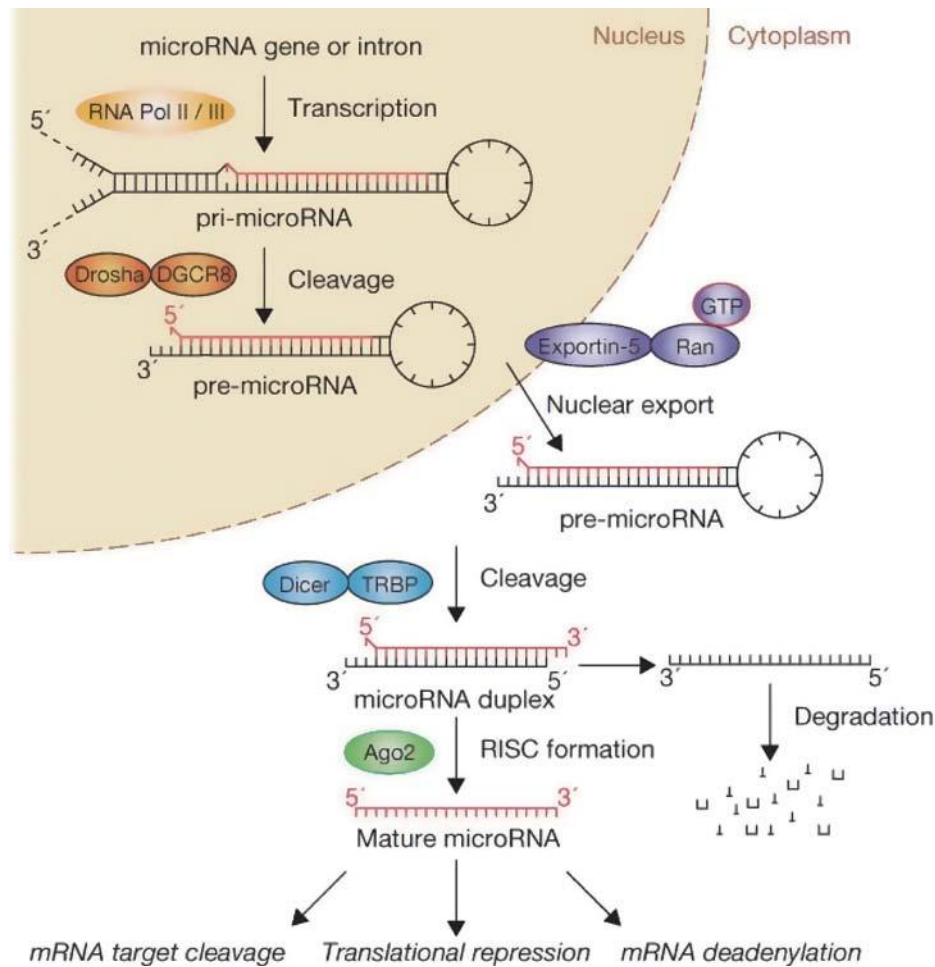 Nucleus
Cytoplasm
microRNA gene or intron
RNA Pol II / III
Transcription
5´
3´
pri-microRNA
Drosha
DGCR8
Cleavage
5´
3´
pre-microRNA
GTP
Exportin-5
Ran
Nuclear export
5´
3´
pre-microRNA
Dicer
TRBP
Cleavage
5´
3´
3´
5´
microRNA duplex
3´
5´
Degradation
Ago2
RISC formation
5´
3´
Mature microRNA
mRNA target cleavage
Translational repression
mRNA deadenylation